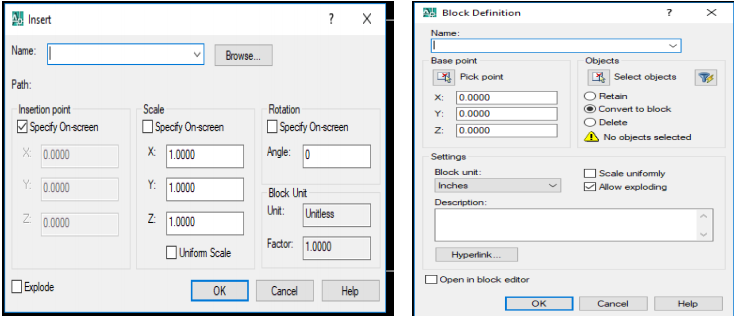 Insert ? X
Name: Browse...
Path:
Insertion point
Specify On-screen
X: 0.0000
Y: 0.0000
Z: 0.0000
Scale
Specify On-screen
X: 1.0000
Y: 1.0000
Z: 1.0000
Uniform Scale
Rotation
Specify On-screen
Angle: 0
Block Unit
Unit: Unitless
Factor: 1.0000
Explode
OK Cancel Help
Block Definition ? X
Name:
Base point
Pick point
X: 0.0000
Y: 0.0000
Z: 0.0000
Objects
Select objects
Retain
Convert to block
Delete
No objects selected
Settings
Block unit:
Inches
Scale uniformly
Allow exploding
Description:
Hyperlink...
Open in block editor
OK Cancel Help